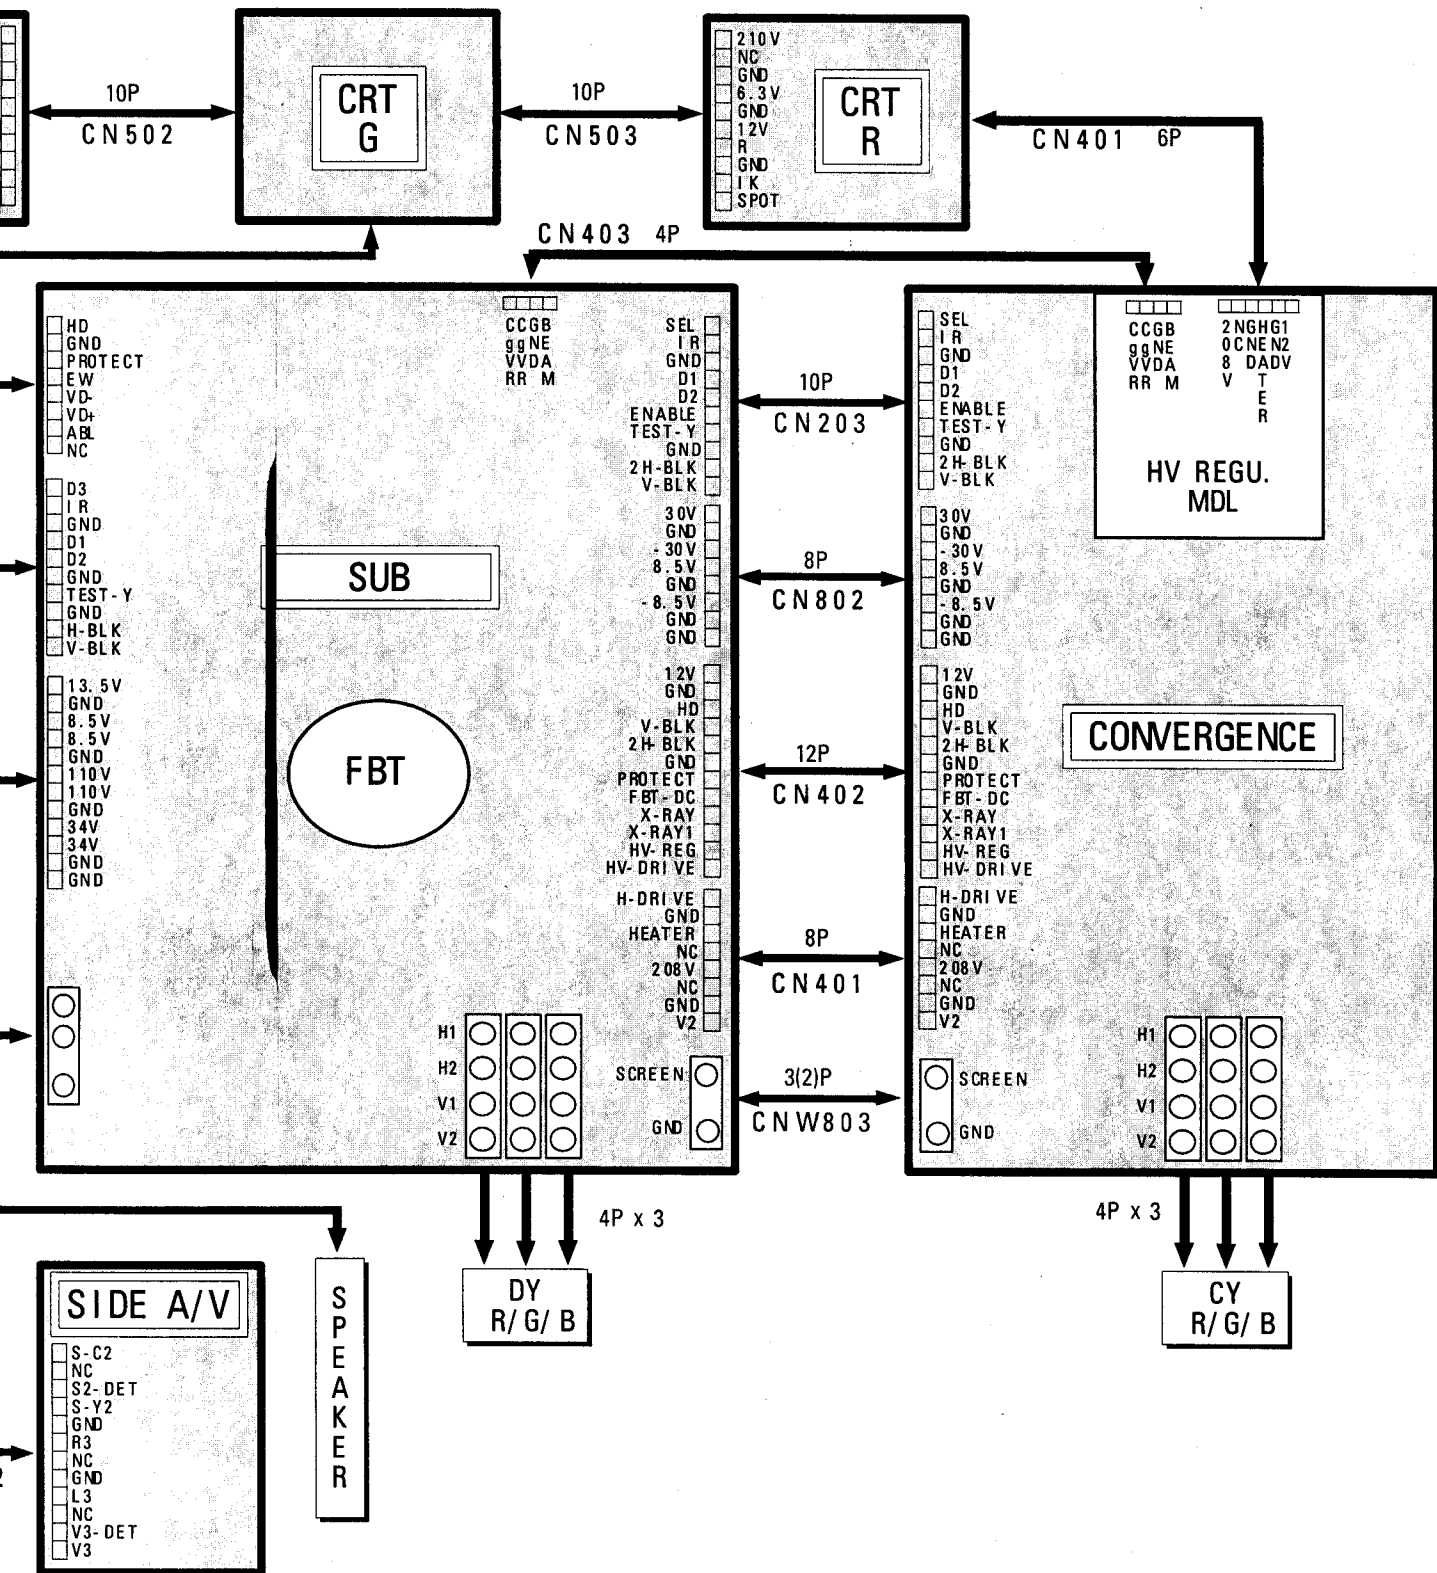 10P
CN502
CRT
G
10P
CN503
210V
NC
GND
6.3V
GND
12V
R
GND
IK
SPOT
CRT
R
CN401 6P
CN403 4P
HD
GND
PROTECT
EW
VD-
VD+
ABL
NC
D3
IR
GND
D1
D2
GND
TEST-Y
GND
H-BLK
V-BLK
13.5V
GND
8.5V
8.5V
GND
110V
110V
GND
34V
34V
GND
GND
CCGB
ggNE
VVDA
RR M
SUB
FBT
SEL
IR
GND
D1
D2
ENABLE
TEST-Y
GND
2H-BLK
V-BLK
30V
GND
-30V
8.5V
GND
-8.5V
GND
GND
12V
GND
HD
V-BLK
2H-BLK
GND
PROTECT
FBT-DC
X-RAY
X-RAY1
HV-REG
HV-DRIVE
H-DRIVE
GND
HEATER
NC
208V
NC
GND
V2
H1
H2
V1
V2
SCREEN
GND
10P
CN203
8P
CN802
12P
CN402
8P
CN401
3(2)P
CNW803
SEL
IR
GND
D1
D2
ENABLE
TEST-Y
GND
2H-BLK
V-BLK
30V
GND
-30V
8.5V
GND
-8.5V
GND
GND
12V
GND
HD
V-BLK
2H-BLK
GND
PROTECT
FBT-DC
X-RAY
X-RAY1
HV-REG
HV-DRIVE
H-DRIVE
GND
HEATER
NC
208V
NC
GND
V2
SCREEN
GND
CCGB
ggNE
VVDA
RR M
2NGHG1
0CNEN2
8 DADV
V T
E
R
HV REGU.
MDL
CONVERGENCE
H1
H2
V1
V2
4P x 3
DY
R/G/B
4P x 3
CY
R/G/B
SIDE A/V
S-C2
NC
S2-DET
S-Y2
GND
R3
NC
GND
L3
NC
V3-DET
V3
SPEAKER